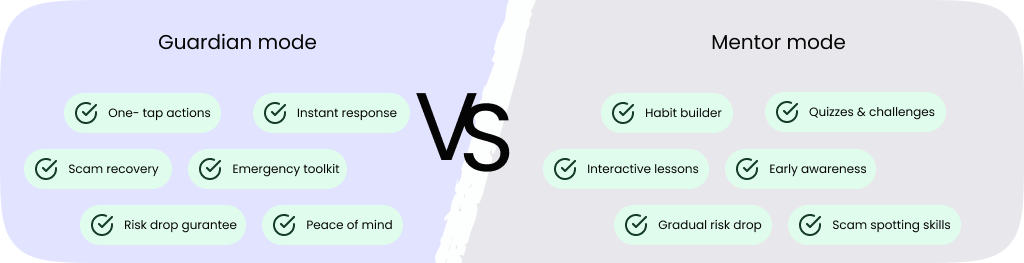 Guardian mode
Mentor mode
One- tap actions
Instant response
VS
Habit builder
Quizzes & challenges
Scam recovery
Emergency toolkit
Interactive lessons
Early awareness
Risk drop gurantee
Peace of mind
Gradual risk drop
Scam spotting skills